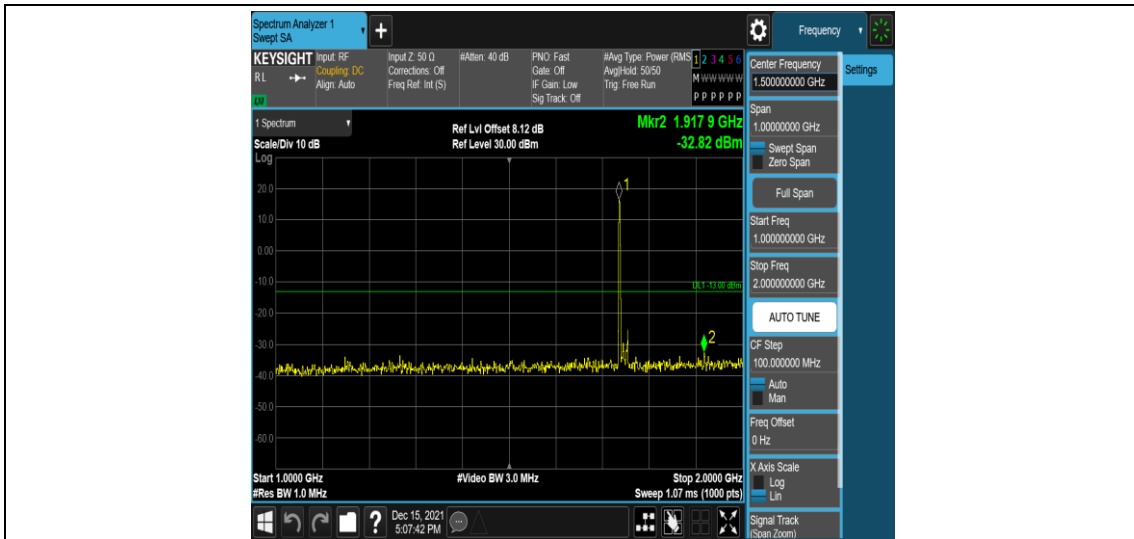 Spectrum Analyzer 1
Swept SA
+
Frequency
KEYSIGHT
RL
LXI
Input: RF
Coupling: DC
Align: Auto
Input Z: 50 Ω
Corrections: Off
Freq Ref: Int (S)
#Atten: 40 dB
PNO: Fast
Gate: Off
IF Gain: Low
Sig Track: Off
#Avg Type: Power (RMS
Avg|Hold: 50/50
Trig: Free Run
1 2 3 4 5 6
M W W W W W
P P P P P P
1 Spectrum
Scale/Div 10 dB
Log
Ref Lvl Offset 8.12 dB
Ref Level 30.00 dBm
Mkr2 1.917 9 GHz
-32.82 dBm
20.0
10.0
0.00
-10.0
-20.0
-30.0
-40.0
-50.0
-60.0
1
2
DL1 -13.00 dBm
Start 1.0000 GHz
#Res BW 1.0 MHz
#Video BW 3.0 MHz
Stop 2.0000 GHz
Sweep 1.07 ms (1000 pts)
Center Frequency
1.500000000 GHz
Settings
Span
1.00000000 GHz
Swept Span
Zero Span
Full Span
Start Freq
1.000000000 GHz
Stop Freq
2.000000000 GHz
AUTO TUNE
CF Step
100.000000 MHz
Auto
Man
Freq Offset
0 Hz
X Axis Scale
Log
Lin
Signal Track
(Span Zoom)
?
Dec 15, 2021
5:07:42 PM